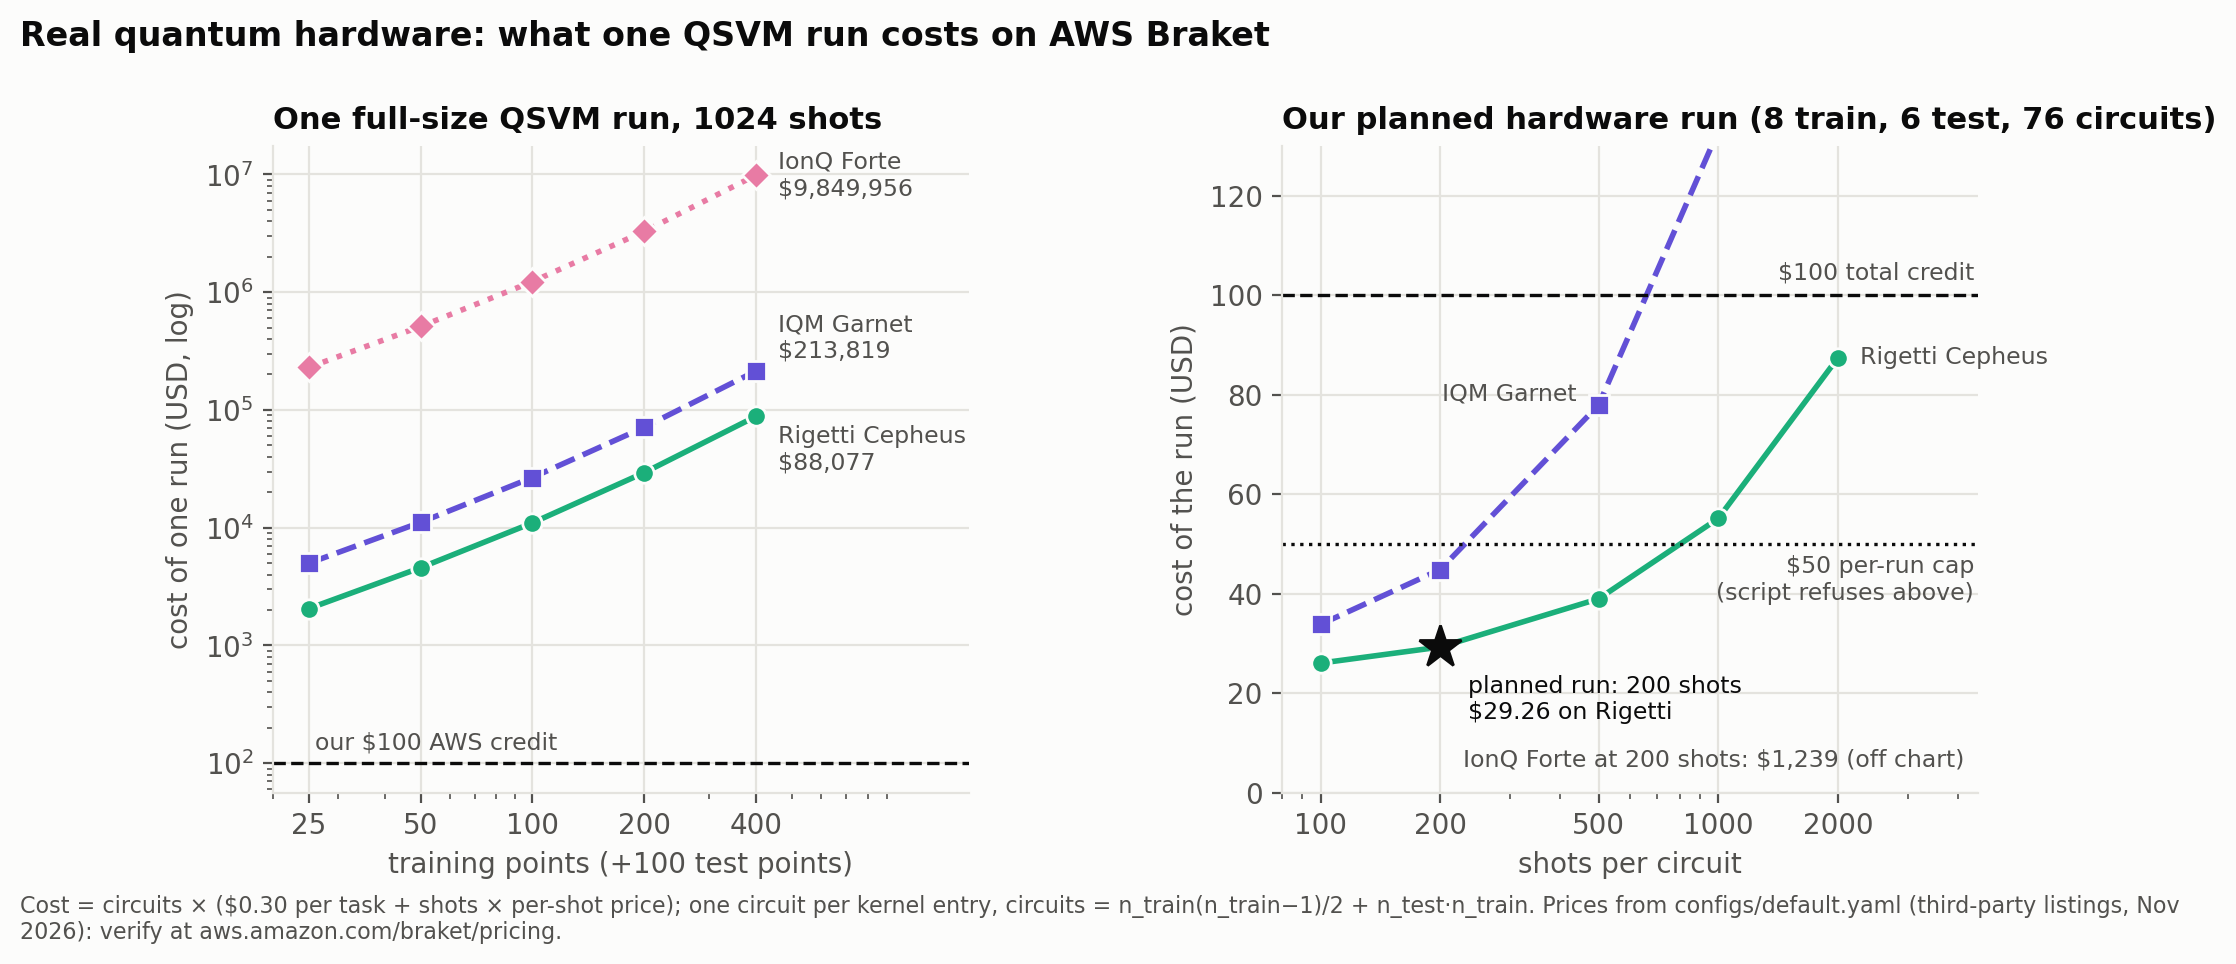 Real quantum hardware: what one QSVM run costs on AWS Braket
One full-size QSVM run, 1024 shots
cost of one run (USD, log)
10^7
10^6
10^5
10^4
10^3
10^2
IonQ Forte
$9,849,956
IQM Garnet
$213,819
Rigetti Cepheus
$88,077
our $100 AWS credit
25 50 100 200 400
training points (+100 test points)
Our planned hardware run (8 train, 6 test, 76 circuits)
cost of the run (USD)
120
100
80
60
40
20
0
$100 total credit
Rigetti Cepheus
IQM Garnet
$50 per-run cap
(script refuses above)
planned run: 200 shots
$29.26 on Rigetti
IonQ Forte at 200 shots: $1,239 (off chart)
100 200 500 1000 2000
shots per circuit
Cost = circuits × ($0.30 per task + shots × per-shot price); one circuit per kernel entry, circuits = n_train(n_train−1)/2 + n_test·n_train. Prices from configs/default.yaml (third-party listings, Nov
2026): verify at aws.amazon.com/braket/pricing.